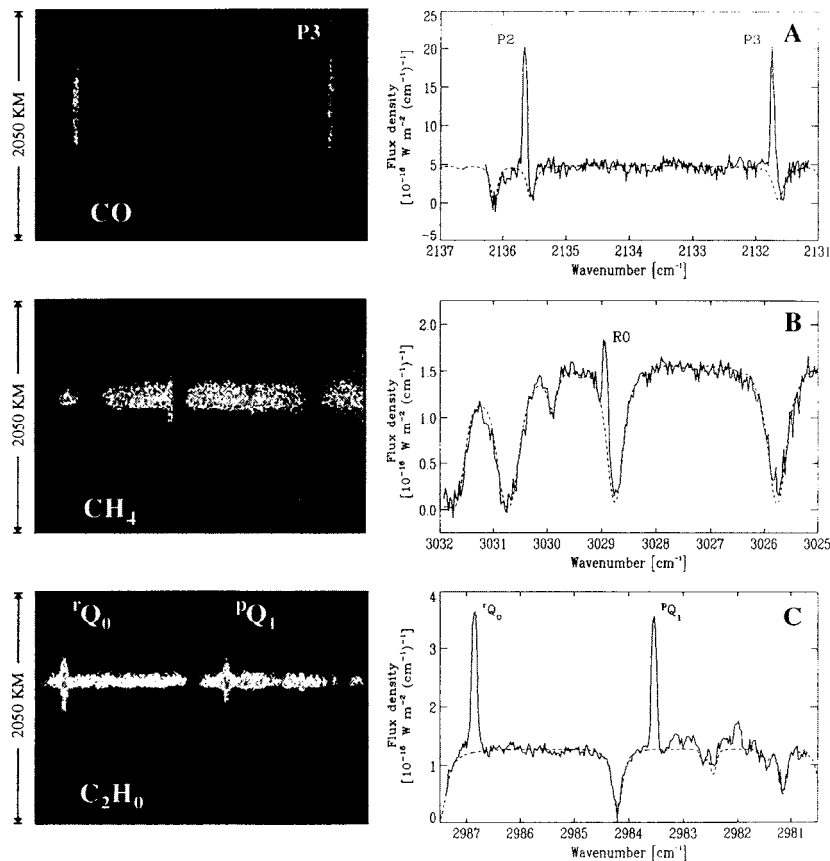 P3
2050 KM
CO
A
P2
P3
25
20
15
10
5
0
-5
Flux density
[10⁻¹⁶ W m⁻² (cm⁻¹)⁻¹]
2137 2136 2135 2134 2133 2132 2131
Wavenumber [cm⁻¹]
2050 KM
CH₄
B
R0
2.0
1.5
1.0
0.5
0.0
Flux density
[10⁻¹⁶ W m⁻² (cm⁻¹)⁻¹]
3032 3031 3030 3029 3028 3027 3026 3025
Wavenumber [cm⁻¹]
ʳQ₀ ᵖQ₁
2050 KM
C₂H₀
C
ʳQ₀
ᵖQ₁
4
3
2
1
0
Flux density
[10⁻¹⁶ W m⁻² (cm⁻¹)⁻¹]
2987 2986 2985 2984 2983 2982 2981
Wavenumber [cm⁻¹]